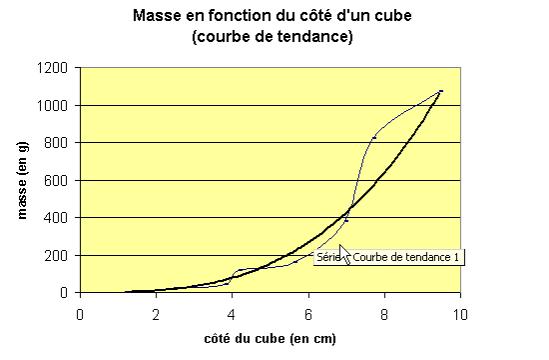 Masse en fonction du côté d'un cube
(courbe de tendance)
1200
1000
800
600
400
200
0
masse (en g)
Série Courbe de tendance 1
0 2 4 6 8 10
côté du cube (en cm)